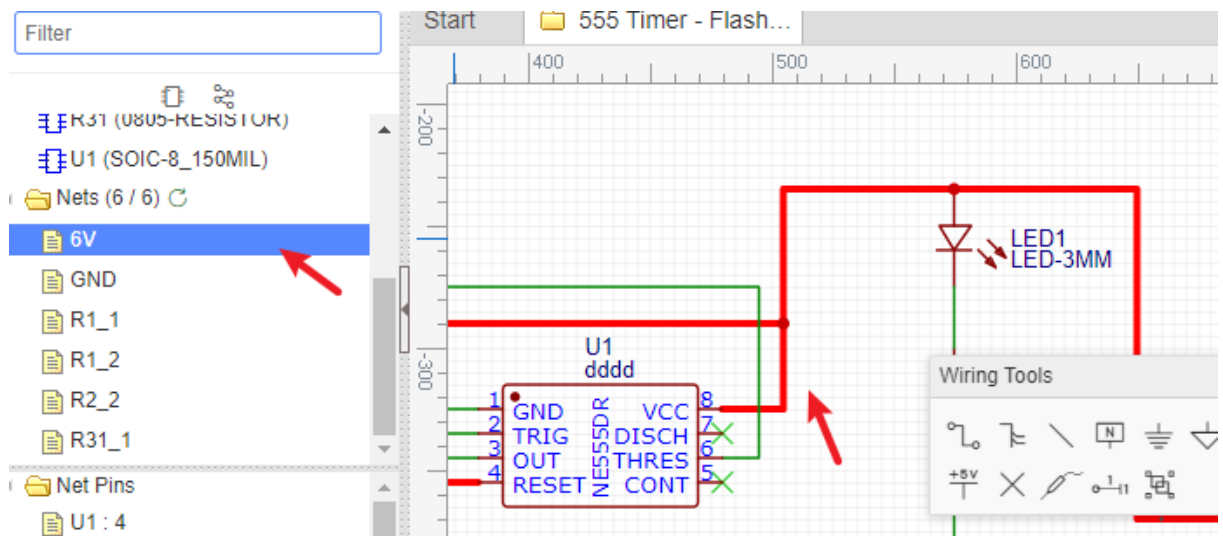 Filter
Start
555 Timer - Flash...
400
500
600
-200
-300
R31 (0805-RESISTOR)
U1 (SOIC-8_150MIL)
Nets (6 / 6)
6V
GND
R1_1
R1_2
R2_2
R31_1
Net Pins
U1 : 4
LED1
LED-3MM
U1
dddd
1
2
3
4
GND
TRIG
OUT
RESET
NE555DR
VCC
DISCH
THRES
CONT
8
7
6
5
Wiring Tools
N
+5V
1